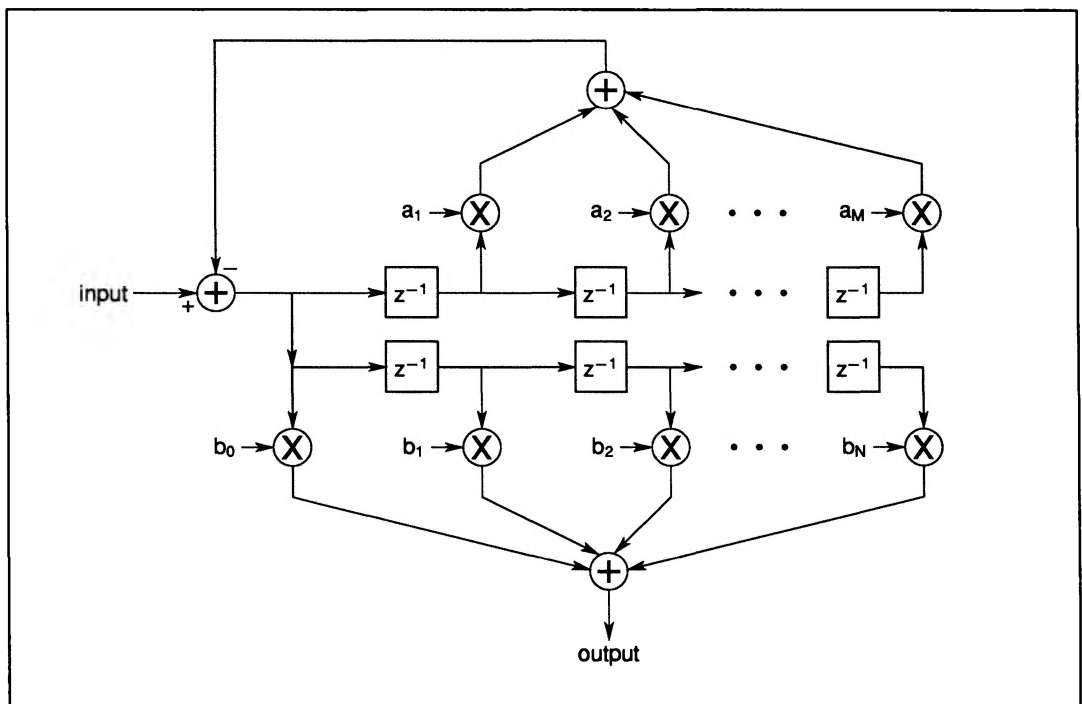 +
a₁ X a₂ X • • • a_M X
−
input + + z⁻¹ z⁻¹ • • • z⁻¹
z⁻¹ z⁻¹ • • • z⁻¹
b₀ X b₁ X b₂ X • • • b_N X
+
output